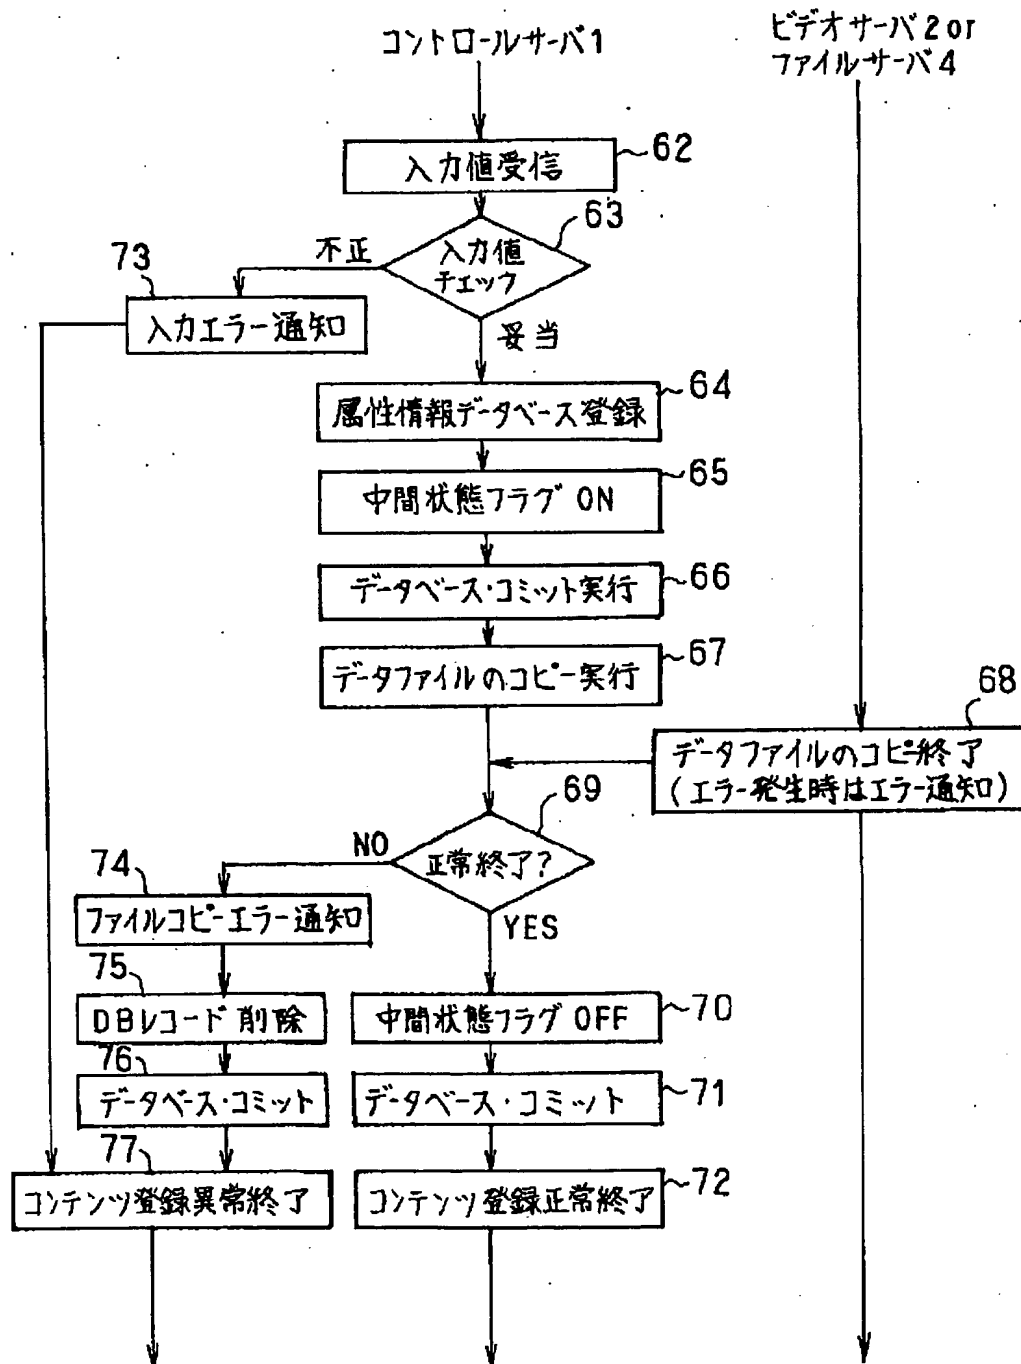 コントロールサーバ1
ビデオサーバ2or
ファイルサーバ4
入力値受信
62
63
入力値
チェック
不正
73
入力エラー通知
妥当
64
属性情報データベース登録
65
中間状態フラグON
66
データベース・コミット実行
67
データファイルのコピー実行
68
データファイルのコピー終了
(エラー発生時はエラー通知)
69
正常終了?
NO
74
ファイルコピーエラー通知
YES
75
DBレコード削除
中間状態フラグOFF
70
76
データベース・コミット
データベース・コミット
71
77
コンテンツ登録異常終了
コンテンツ登録正常終了
72